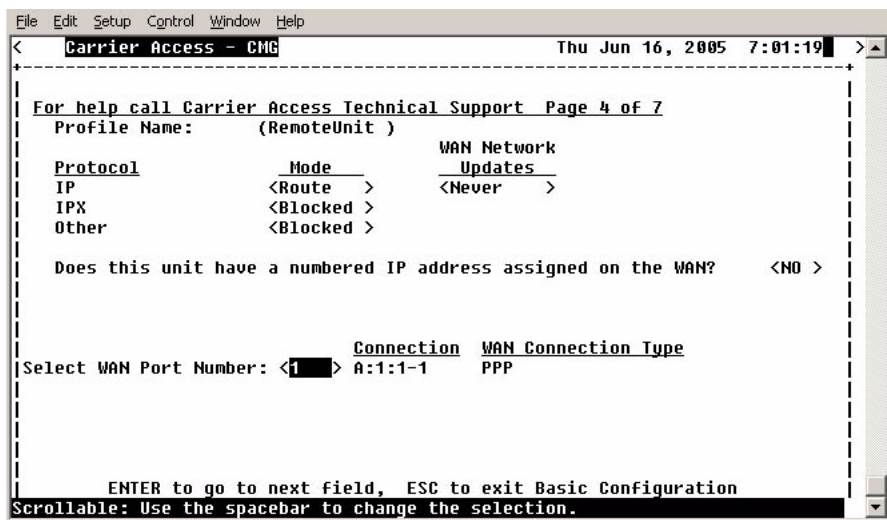 File Edit Setup Control Window Help
< Carrier Access - CMG Thu Jun 16, 2005 7:01:19 >
For help call Carrier Access Technical Support Page 4 of 7
Profile Name: (RemoteUnit )
WAN Network
Protocol Mode Updates
IP <Route > <Never >
IPX <Blocked >
Other <Blocked >
Does this unit have a numbered IP address assigned on the WAN? <NO >
Connection WAN Connection Type
Select WAN Port Number: <1 > A:1:1-1 PPP
ENTER to go to next field, ESC to exit Basic Configuration
Scrollable: Use the spacebar to change the selection.